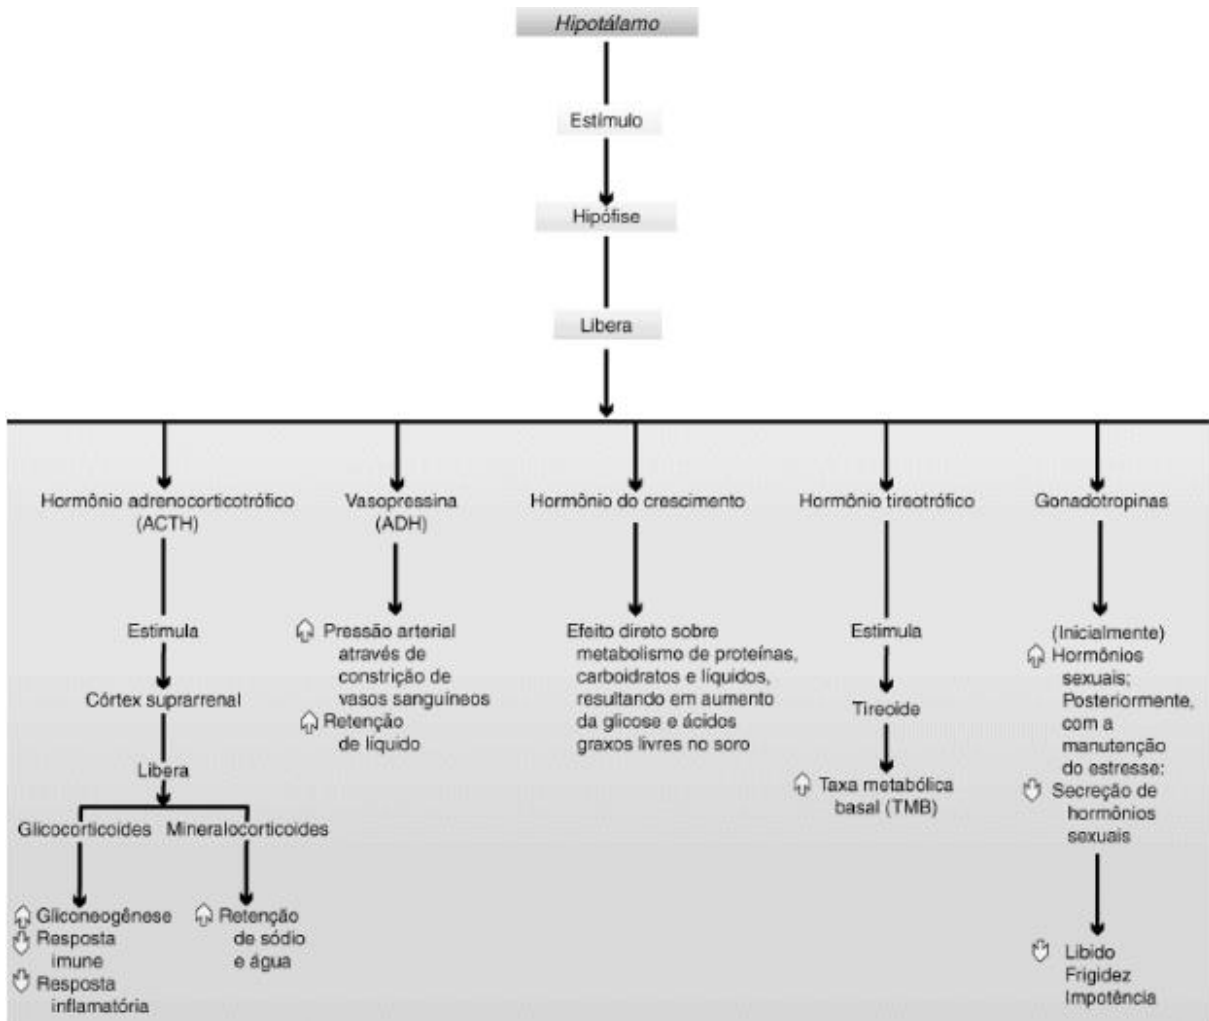 Hipotálamo
Estímulo
Hipófise
Libera
Hormônio adrenocorticotrófico
(ACTH)
Estimula
Córtex suprarrenal
Libera
Glicocorticoides
Gliconeogênese
Resposta
imune
Resposta
inflamatória
Mineralocorticoides
Retenção
de sódio
e água
Vasopressina
(ADH)
Pressão arterial
através de
constrição de
vasos sanguíneos
Retenção
de líquido
Hormônio do crescimento
Efeito direto sobre
metabolismo de proteínas,
carboidratos e líquidos,
resultando em aumento
da glicose e ácidos
graxos livres no soro
Hormônio tireotrófico
Estimula
Tireoide
Taxa metabólica
basal (TMB)
Gonadotropinas
(Inicialmente)
Hormônios
sexuais;
Posteriormente,
com a
manutenção
do estresse:
Secreção de
hormônios
sexuais
Libido
Frigidez
Impotência